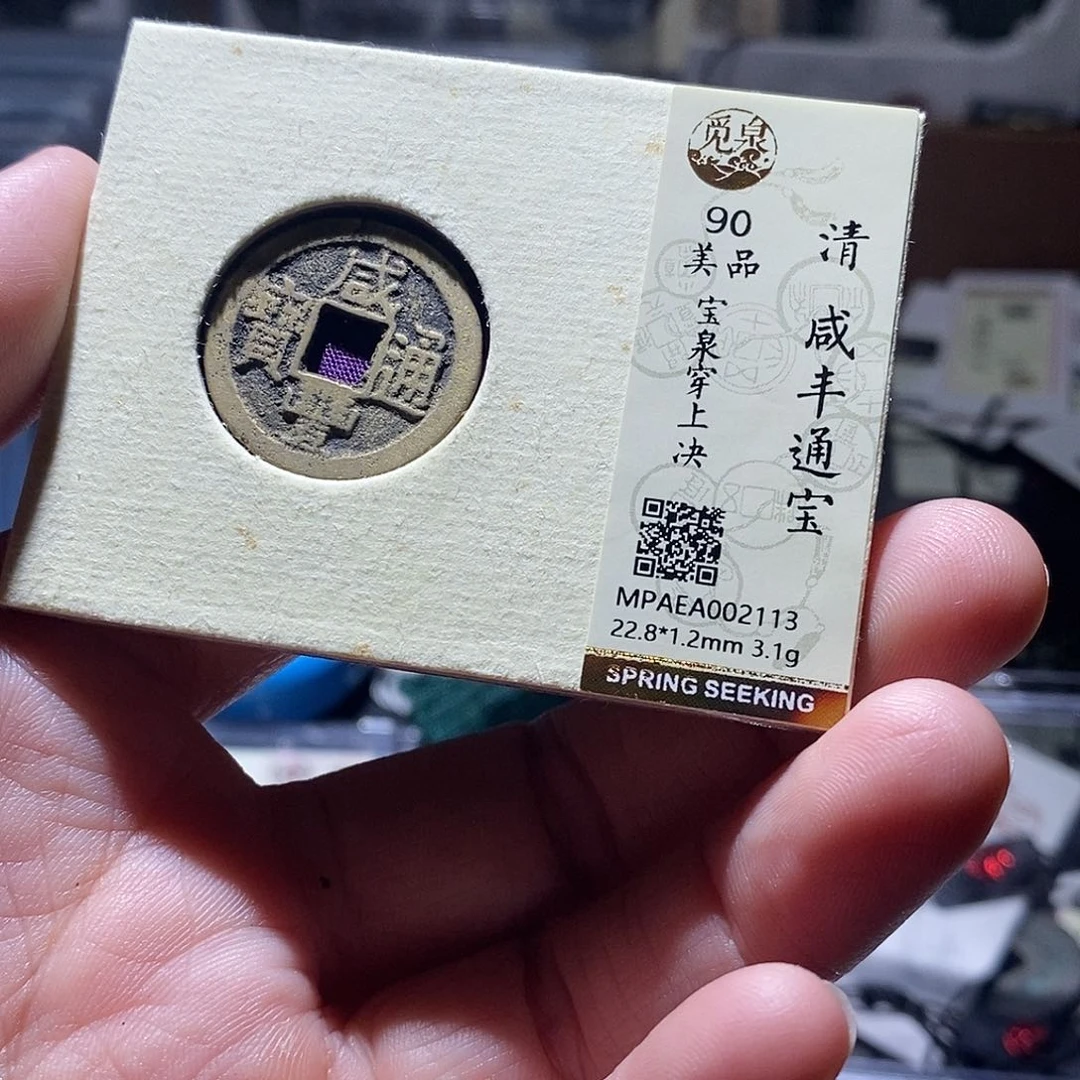 咸豐通寶
觅泉
90
美品
宝泉穿上决
清 咸丰通宝
MPAEA002113
22.8*1.2mm 3.1g
SPRING SEEKING